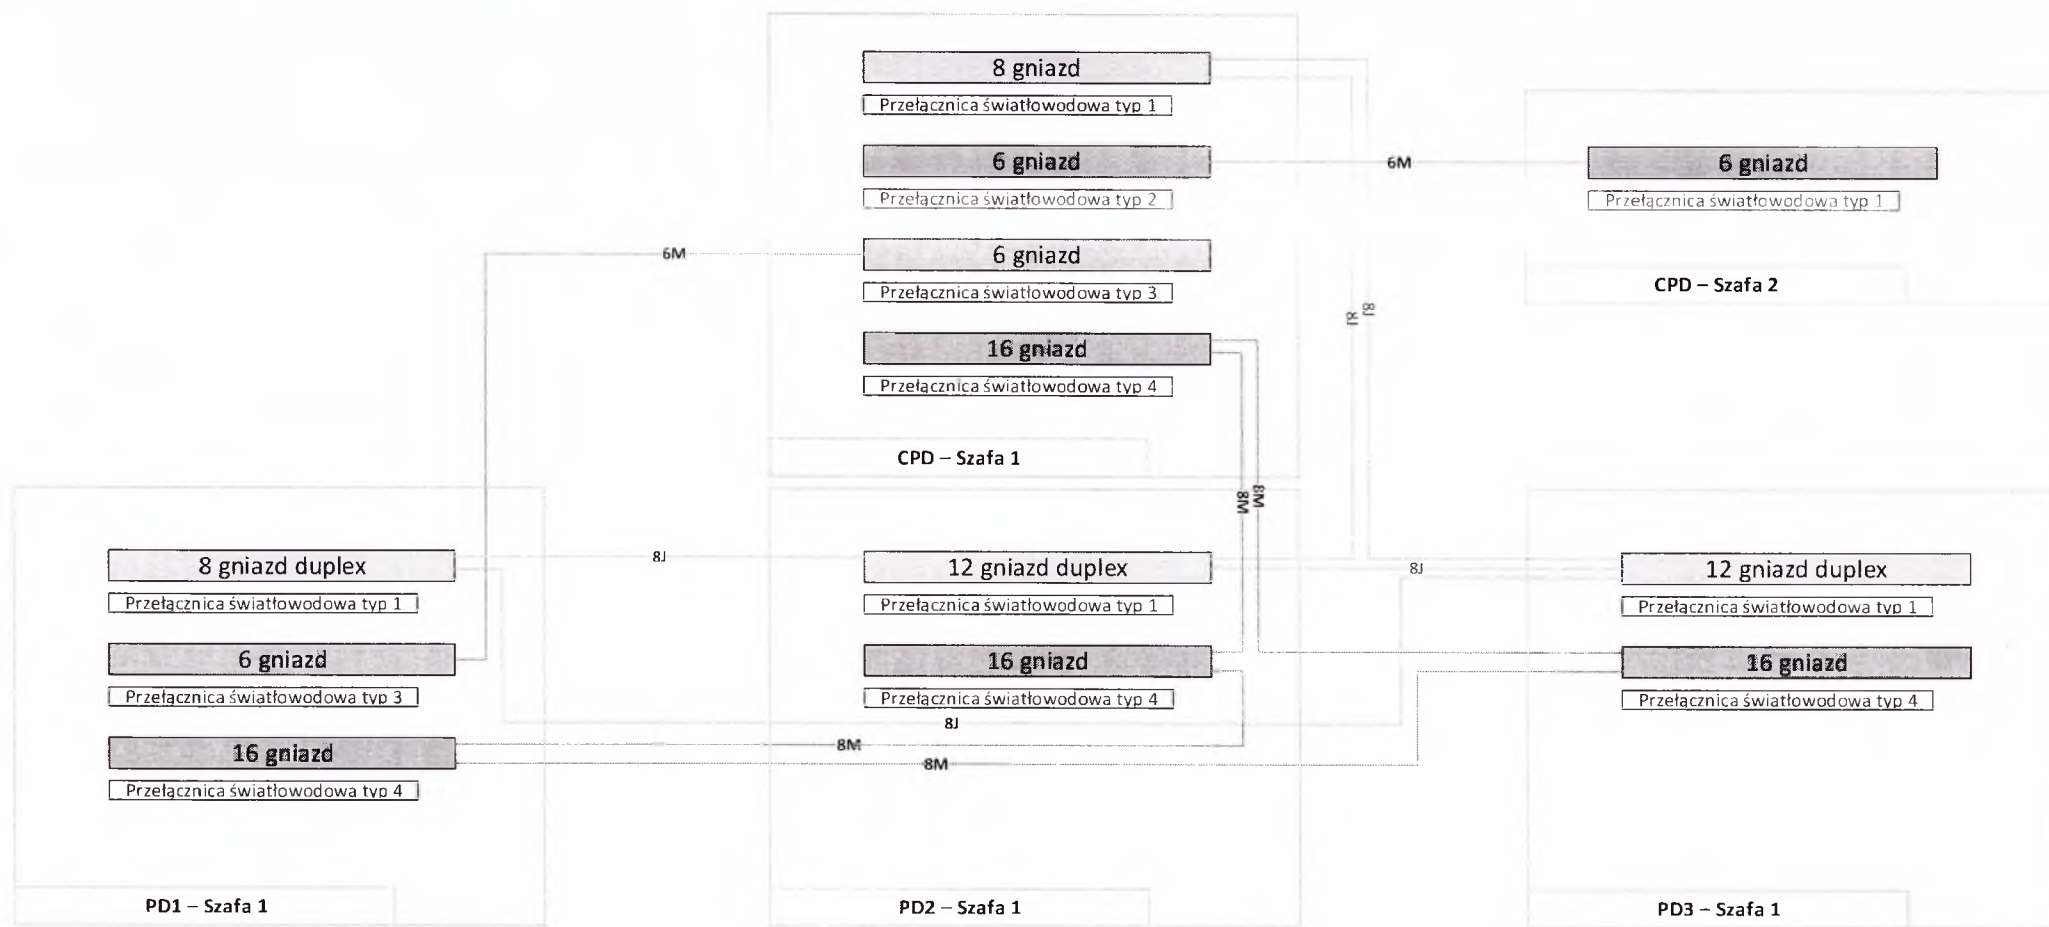 8 gniazd
Przełącznica światłowodowa typ 1
6 gniazd
Przełącznica światłowodowa typ 2
6M
6 gniazd
Przełącznica światłowodowa typ 1
6M
6 gniazd
Przełącznica światłowodowa typ 3
CPD – Szafa 2
8J
8J
16 gniazd
Przełącznica światłowodowa typ 4
CPD – Szafa 1
8M
8M
8 gniazd duplex
Przełącznica światłowodowa typ 1
8J
12 gniazd duplex
Przełącznica światłowodowa typ 1
8J
12 gniazd duplex
Przełącznica światłowodowa typ 1
6 gniazd
Przełącznica światłowodowa typ 3
16 gniazd
Przełącznica światłowodowa typ 4
16 gniazd
Przełącznica światłowodowa typ 4
8J
16 gniazd
Przełącznica światłowodowa typ 4
8M
8M
PD1 – Szafa 1
PD2 – Szafa 1
PD3 – Szafa 1